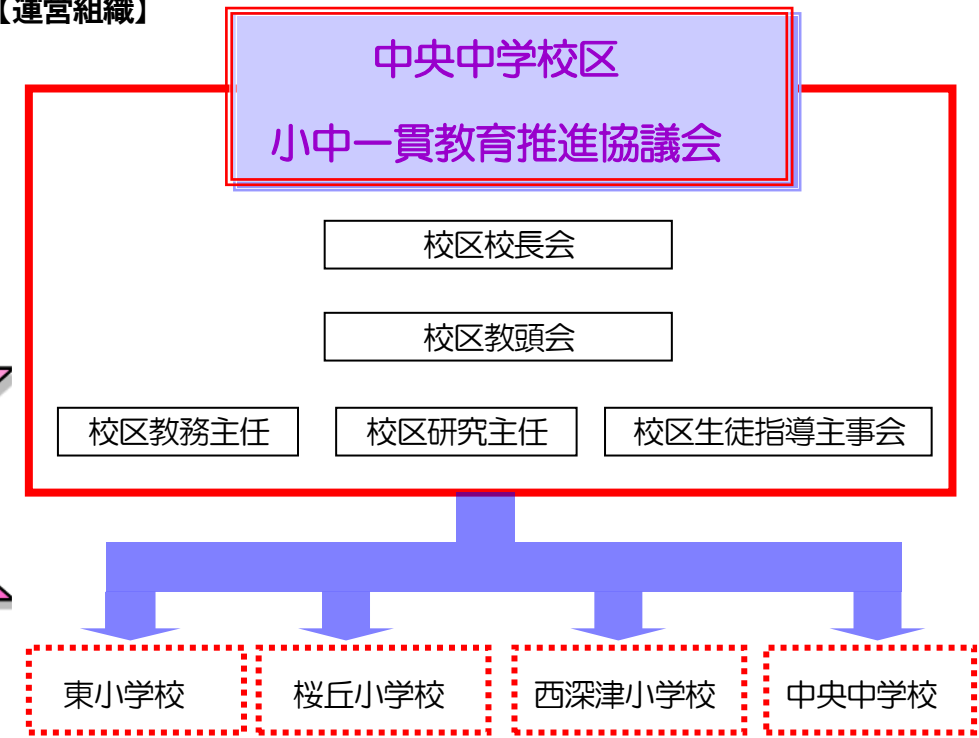 【運営組織】
中央中学校区
小中一貫教育推進協議会
校区校長会
校区教頭会
校区教務主任
校区研究主任
校区生徒指導主事会
東小学校
桜丘小学校
西深津小学校
中央中学校